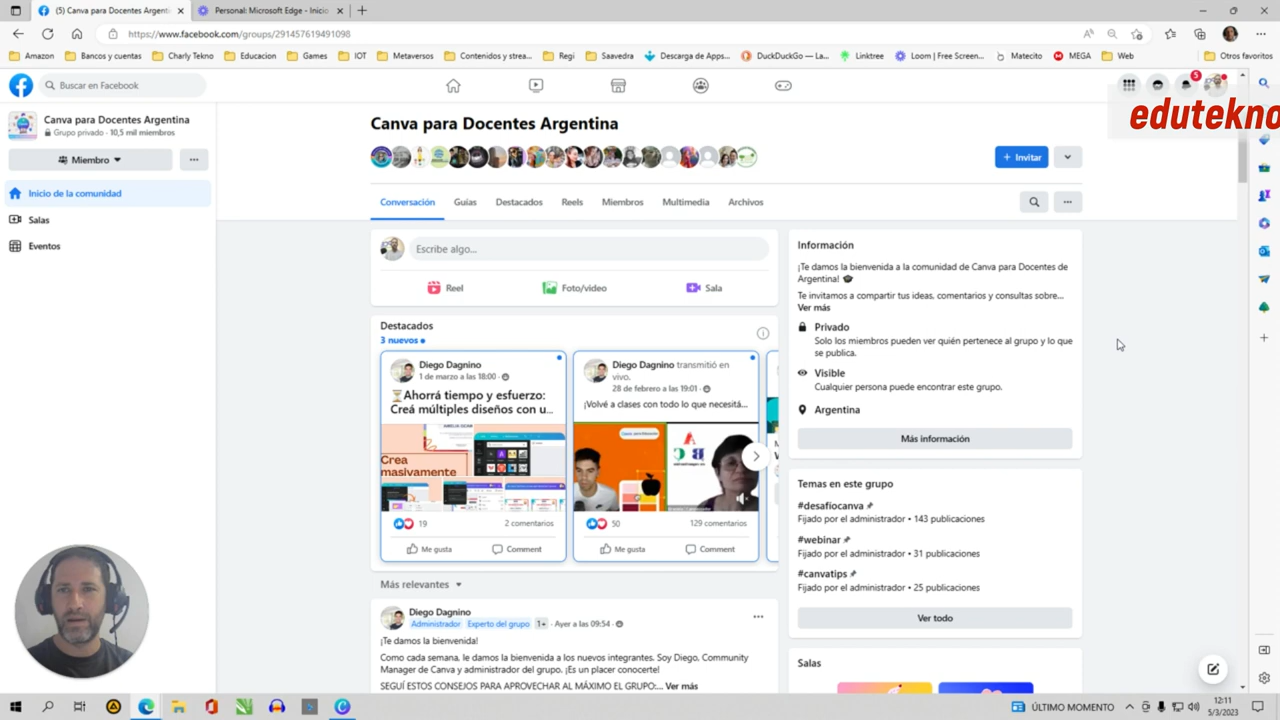 (5) Canva para Docentes Argenti
Personal: Microsoft Edge - Inicio
https://www.facebook.com/groups/291457619491098
Amazon
Bancos y cuentas
Charly Tekno
Educacion
Games
IOT
Metaversos
Contenidos y strea...
Regi
Saavedra
Descarga de Apps...
DuckDuckGo — La...
Linktree
Loom | Free Screen...
Matecito
MEGA
Web
Otros favoritos
Buscar en Facebook
5
edutekno
Canva para Docentes Argentina
Grupo privado · 10,5 mil miembros
Miembro
Inicio de la comunidad
Salas
Eventos
Canva para Docentes Argentina
+ Invitar
Conversación
Guías
Destacados
Reels
Miembros
Multimedia
Archivos
Escribe algo...
Reel
Foto/video
Sala
Destacados
3 nuevos
Diego Dagnino
1 de marzo a las 18:00 ·
⏳Ahorrá tiempo y esfuerzo:
Creá múltiples diseños con u...
Crea
masivamente
19
2 comentarios
Me gusta
Comment
Diego Dagnino transmitió en
vivo.
28 de febrero a las 19:01 ·
¡Volvé a clases con todo lo que necesitá...
50
129 comentarios
Me gusta
Comment
Más relevantes
Diego Dagnino
Administrador
Experto del grupo
1+ · Ayer a las 09:54 ·
¡Te damos la bienvenida!
Como cada semana, le damos la bienvenida a los nuevos integrantes. Soy Diego, Community
Manager de Canva y administrador del grupo. ¡Es un placer conocerte!
SEGUÍ ESTOS CONSEJOS PARA APROVECHAR AL MÁXIMO EL GRUPO:... Ver más
Información
¡Te damos la bienvenida a la comunidad de Canva para Docentes de
Argentina! 🎓
Te invitamos a compartir tus ideas, comentarios y consultas sobre...
Ver más
Privado
Solo los miembros pueden ver quién pertenece al grupo y lo que
se publica.
Visible
Cualquier persona puede encontrar este grupo.
Argentina
Más información
Temas en este grupo
#desafíocanva
Fijado por el administrador • 143 publicaciones
#webinar
Fijado por el administrador • 31 publicaciones
#canvatips
Fijado por el administrador • 25 publicaciones
Ver todo
Salas
ÚLTIMO MOMENTO
12:11
5/3/2023